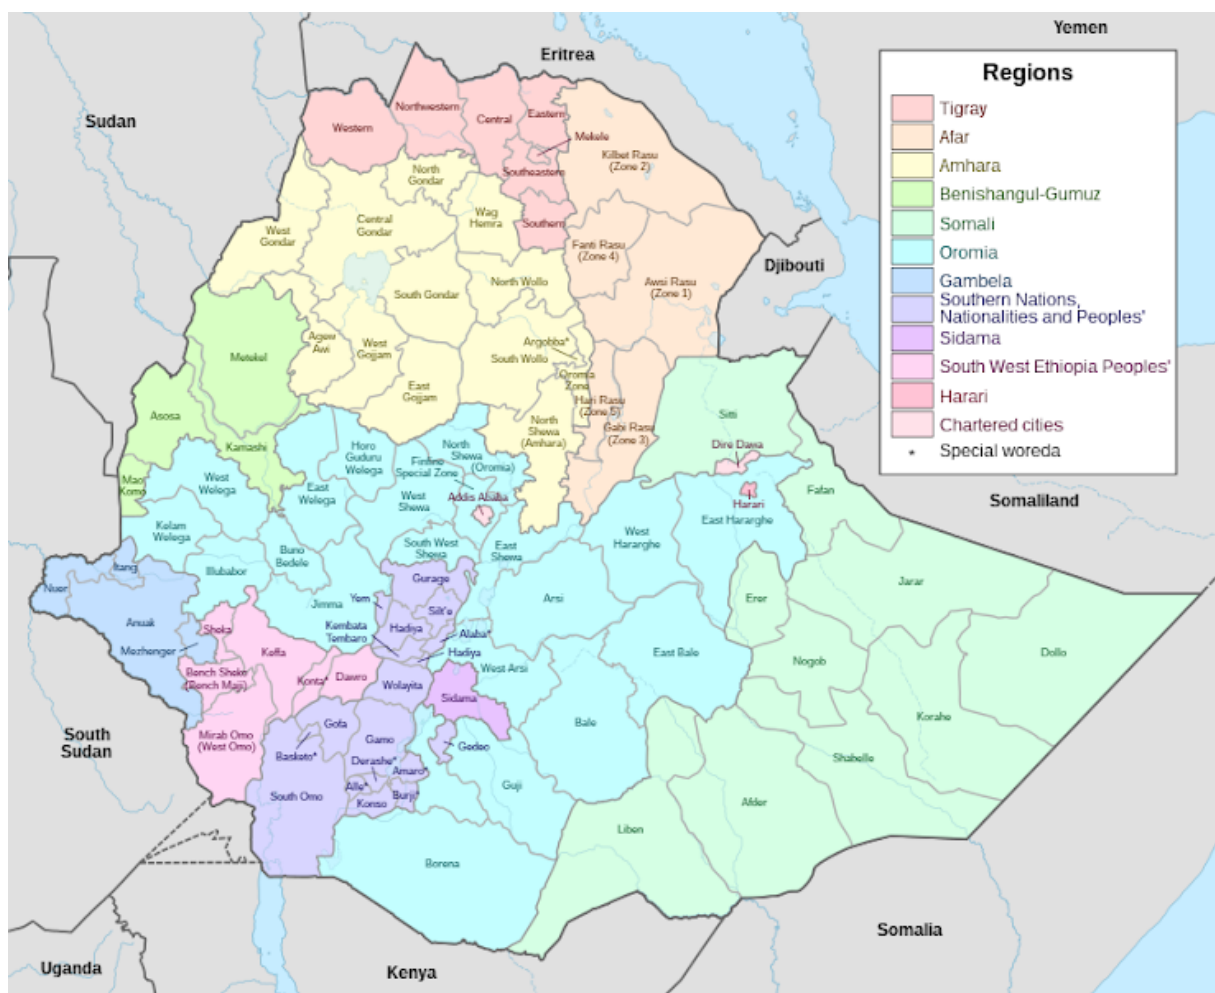 Yemen
Eritrea
Sudan
Djibouti
Somaliland
South
Sudan
Somalia
Uganda
Kenya
Regions
Tigray
Afar
Amhara
Benishangul-Gumuz
Somali
Oromia
Gambela
Southern Nations,
Nationalities and Peoples'
Sidama
South West Ethiopia Peoples'
Harari
Chartered cities
* Special woreda
Western
Northwestern
Central
Eastern
Mekele
Southeastern
Southern
Kilbet Rasu
(Zone 2)
Fanti Rasu
(Zone 4)
Awsi Rasu
(Zone 1)
Hari Rasu
(Zone 5)
Gabi Rasu
(Zone 3)
North
Gondar
Central
Gondar
West
Gondar
Wag
Hemra
South Gondar
North Wollo
Agew
Awi
West
Gojjam
East
Gojjam
South Wollo
Argobba*
Oromia
Zone
North
Shewa
(Amhara)
Metekel
Asosa
Kamashi
Mao
Komo
West
Welega
Kelam
Welega
East
Welega
Horo
Guduru
Welega
North
Shewa
(Oromia)
Finfine
Special Zone
Addis Ababa
West
Shewa
South West
Shewa
East
Shewa
Buno
Bedele
Illubabor
Jimma
Arsi
West
Hararghe
East Hararghe
Dire Dawa
Harari
Sitti
Fafan
Jarar
Erer
Nogob
Dollo
Korahe
Shabelle
Afder
Liben
East Bale
Bale
West Arsi
Guji
Borena
Itang
Nuer
Anuak
Mezhenger
Sheka
Keffa
Bench Sheko
(Bench Maji)
Konta*
Dawro
Mirab Omo
(West Omo)
Gurage
Yem
Silt'e
Hadiya
Kembata
Tembaro
Alaba*
Hadiya
Wolayita
Sidama
Gofa
Gamo
Gedeo
Basketo*
Derashe*
Amaro*
Alle*
Konso
Burji*
South Omo